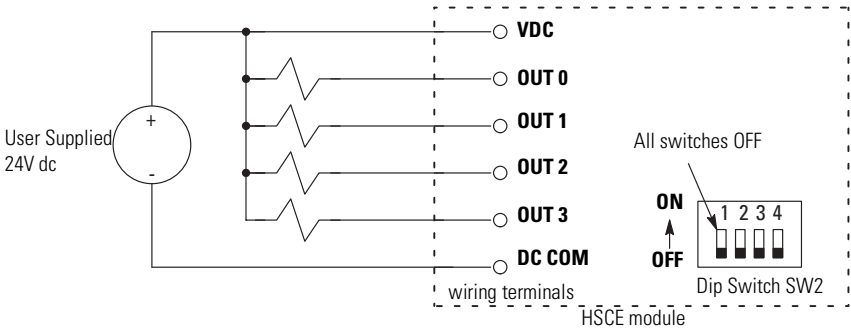 VDC
OUT 0
OUT 1
OUT 2
OUT 3
DC COM
wiring terminals
+
-
User Supplied
24V dc
All switches OFF
ON
OFF
1 2 3 4
Dip Switch SW2
HSCE module